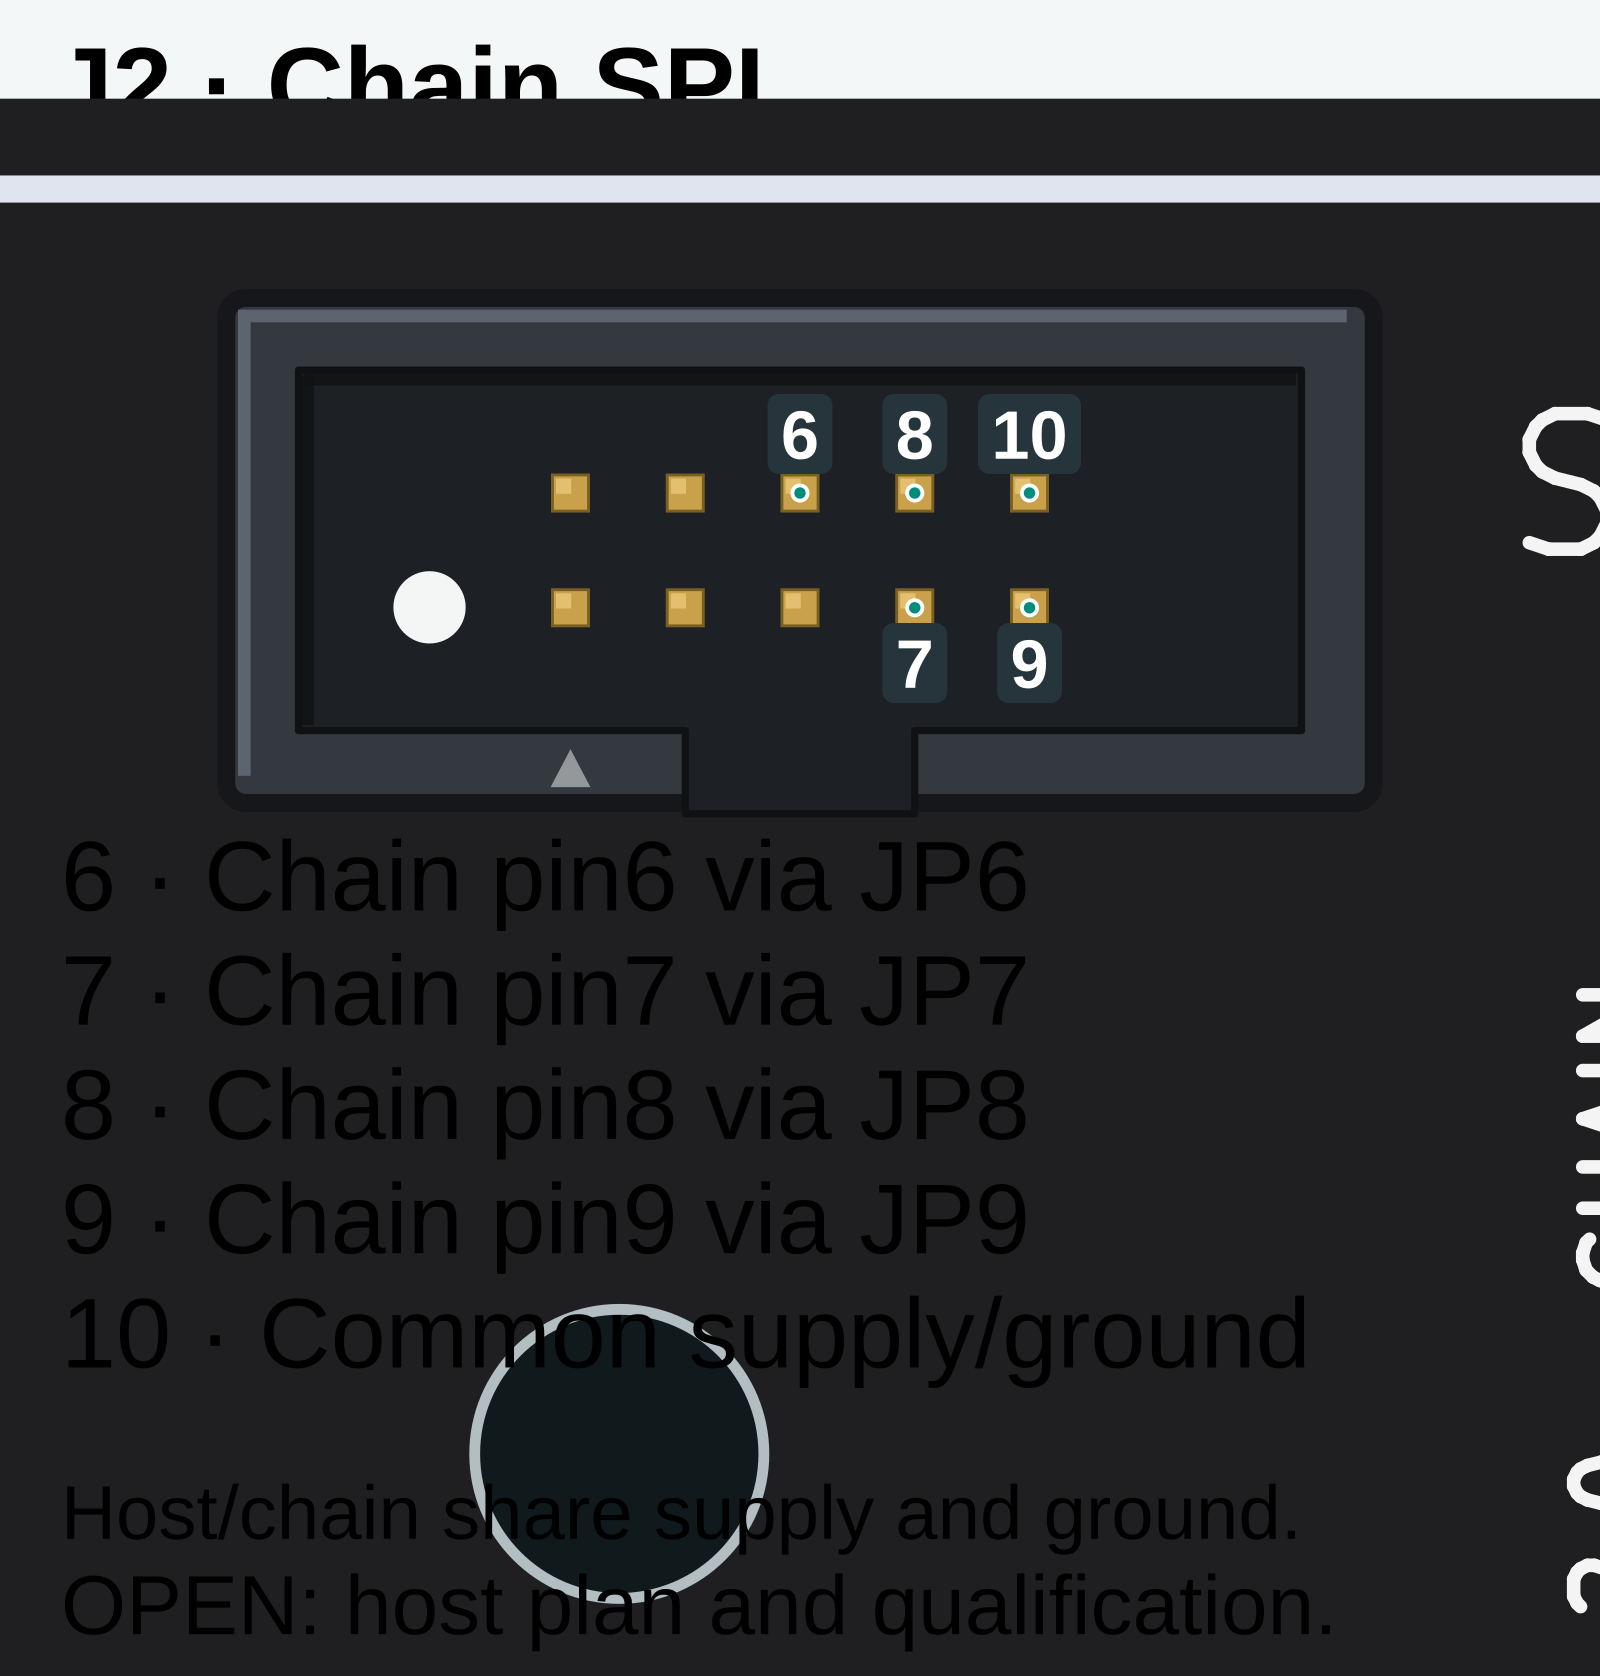 J2 · Chain SPI
6 8 10
7 9
6 · Chain pin6 via JP6
7 · Chain pin7 via JP7
8 · Chain pin8 via JP8
9 · Chain pin9 via JP9
10 · Common supply/ground
Host/chain share supply and ground.
OPEN: host plan and qualification.
S